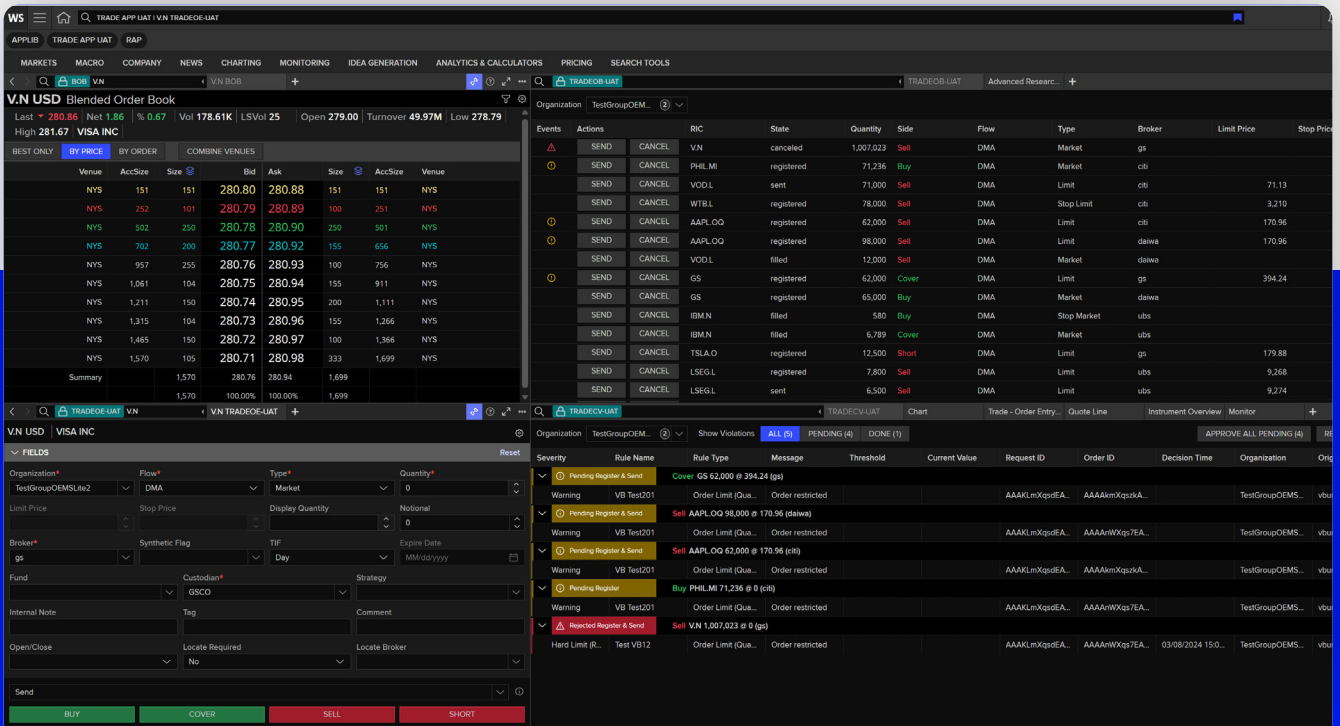 WS TRADE APP UAT | V.N TRADEOE-UAT
APPLIB TRADE APP UAT RAP
MARKETS MACRO COMPANY NEWS CHARTING MONITORING IDEA GENERATION ANALYTICS & CALCULATORS PRICING SEARCH TOOLS
BOB V.N V.N BOB +
V.N USD Blended Order Book
Last 280.86 Net 1.86 % 0.67 Vol 178.61K LSVol 25 Open 279.00 Turnover 49.97M Low 278.79
High 281.67 VISA INC
BEST ONLY BY PRICE BY ORDER COMBINE VENUES
Venue AccSize Size Bid Ask Size AccSize Venue
NYS 151 151 280.80 280.88 151 151 NYS
NYS 252 101 280.79 280.89 100 251 NYS
NYS 502 250 280.78 280.90 250 501 NYS
NYS 702 200 280.77 280.92 155 656 NYS
NYS 957 255 280.76 280.93 100 756 NYS
NYS 1,061 104 280.75 280.94 155 911 NYS
NYS 1,211 150 280.74 280.95 200 1,111 NYS
NYS 1,315 104 280.73 280.96 155 1,266 NYS
NYS 1,465 150 280.72 280.97 100 1,366 NYS
NYS 1,570 105 280.71 280.98 333 1,699 NYS
Summary 1,570 280.76 280.94 1,699
1,570 100.00% 100.00% 1,699
TRADEOB-UAT TRADEOB-UAT Advanced Researc... +
Organization TestGroupOEM... 2
Events Actions RIC State Quantity Side Flow Type Broker Limit Price Stop Price
SEND CANCEL V.N canceled 1,007,023 Sell DMA Market gs
SEND CANCEL PHIL.MI registered 71,236 Buy DMA Market citi
SEND CANCEL VOD.L sent 71,000 Sell DMA Limit citi 71.13
SEND CANCEL WTB.L registered 78,000 Sell DMA Stop Limit citi 3,210
SEND CANCEL AAPL.OQ registered 62,000 Sell DMA Limit citi 170.96
SEND CANCEL AAPL.OQ registered 98,000 Sell DMA Limit daiwa 170.96
SEND CANCEL VOD.L filled 12,000 Sell DMA Market daiwa
SEND CANCEL GS registered 62,000 Cover DMA Limit gs 394.24
SEND CANCEL GS registered 65,000 Buy DMA Market daiwa
SEND CANCEL IBM.N filled 580 Buy DMA Stop Market ubs
SEND CANCEL IBM.N filled 6,789 Cover DMA Market ubs
SEND CANCEL TSLA.O registered 12,500 Short DMA Limit gs 179.88
SEND CANCEL LSEG.L registered 7,800 Sell DMA Limit ubs 9,268
SEND CANCEL LSEG.L sent 6,500 Sell DMA Limit ubs 9,274
TRADEOE-UAT V.N V.N TRADEOE-UAT +
V.N USD VISA INC
FIELDS Reset
Organization* Flow* Type* Quantity*
TestGroupOEMSLite2 DMA Market 0
Limit Price Stop Price Display Quantity Notional
0
Broker* Synthetic Flag TIF Expire Date
gs Day MM/dd/yyyy
Fund Custodian* Strategy
GSCO
Internal Note Tag Comment
Open/Close Locate Required Locate Broker
No
Send
BUY COVER SELL SHORT
TRADECV-UAT TRADECV-UAT Chart Trade - Order Entry... Quote Line Instrument Overview Monitor +
Organization TestGroupOEM... 2 Show Violations ALL (5) PENDING (4) DONE (1) APPROVE ALL PENDING (4) RE
Severity Rule Name Rule Type Message Threshold Current Value Request ID Order ID Decision Time Organization Orig
Pending Register & Send Cover GS 62,000 @ 394.24 (gs)
Warning VB Test201 Order Limit (Qua... Order restricted AAAKLmXqsdEA... AAAAkmXqszkA... TestGroupOEMS... vbu
Pending Register & Send Sell AAPL.OQ 98,000 @ 170.96 (daiwa)
Warning VB Test201 Order Limit (Qua... Order restricted AAAKLmXqsdEA... AAAAnWXqs7EA... TestGroupOEMS... vbu
Pending Register & Send Sell AAPL.OQ 62,000 @ 170.96 (citi)
Warning VB Test201 Order Limit (Qua... Order restricted AAAKLmXqsdEA... AAAAkmXqszkA... TestGroupOEMS... vbu
Pending Register Buy PHIL.MI 71,236 @ 0 (citi)
Warning VB Test201 Order Limit (Qua... Order restricted AAAKLmXqsdEA... AAAAnWXqs7EA... TestGroupOEMS... vbu
Rejected Register & Send Sell V.N 1,007,023 @ 0 (gs)
Hard Limit (R... Test VB12 Order Limit (Qua... Order restricted AAAKLmXqsdEA... AAAAnWXqs7EA... 03/08/2024 15:0... TestGroupOEMS... vbu